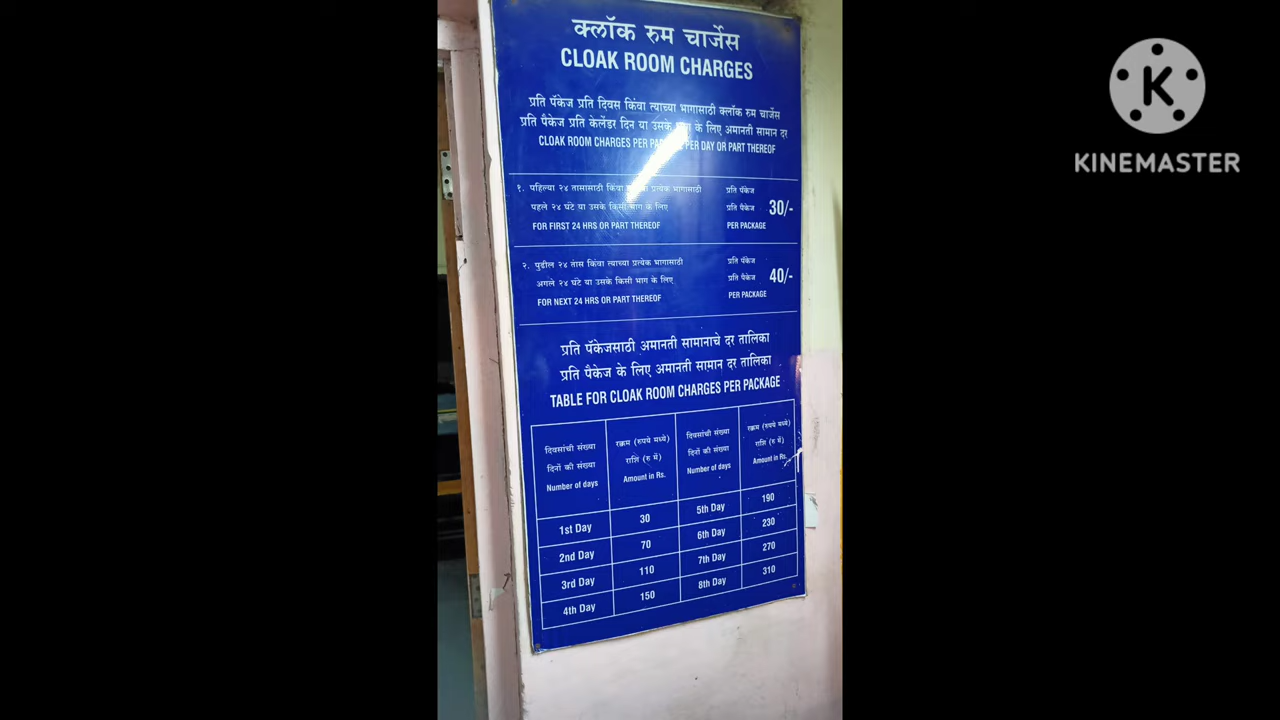 क्लॉक रुम चार्जेस
CLOAK ROOM CHARGES
प्रति पॅकेज प्रति दिवस किंवा त्याच्या भागासाठी क्लॉक रुम चार्जेस
प्रति पैकेज प्रति केलेंडर दिन या उसके के लिए अमानती सामान दर
CLOAK ROOM CHARGES PER PER DAY OR PART THEREOF
१. पहिल्या २४ तासासाठी किंवा प्रत्येक भागासाठी
पहले २४ घंटे या उसके किसी भाग के लिए
FOR FIRST 24 HRS OR PART THEREOF
प्रति पॅकेज
प्रति पैकेज
PER PACKAGE
30/-
२. पुढील २४ तास किंवा त्याच्या प्रत्येक भागासाठी
अगले २४ घंटे या उसके किसी भाग के लिए
FOR NEXT 24 HRS OR PART THEREOF
प्रति पॅकेज
प्रति पैकेज
PER PACKAGE
40/-
प्रति पॅकेजसाठी अमानती सामानाचे दर तालिका
प्रति पैकेज के लिए अमानती सामान दर तालिका
TABLE FOR CLOAK ROOM CHARGES PER PACKAGE
दिवसांची संख्या
दिनों की संख्या
Number of days
रक्कम (रुपये मध्ये)
राशि (रु में)
Amount in Rs.
दिवसांची संख्या
दिनों की संख्या
Number of days
रक्कम (रुपये मध्ये)
राशि (रु में)
Amount in Rs.
1st Day 30 5th Day 190
2nd Day 70 6th Day 230
3rd Day 110 7th Day 270
4th Day 150 8th Day 310
K
KINEMASTER